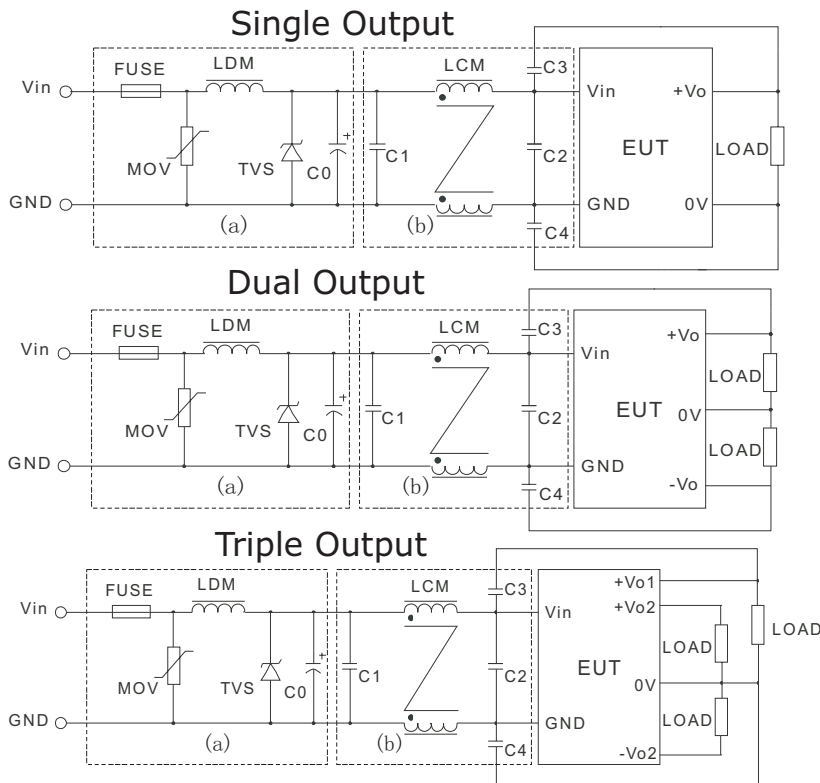 Single Output
FUSE
LDM
LCM
C3
Vin
Vin
+Vo
MOV
TVS
C0
+
C1
C2
EUT
LOAD
GND
(a)
(b)
GND
0V
C4
Dual Output
FUSE
LDM
LCM
C3
+Vo
Vin
Vin
LOAD
MOV
TVS
C0
+
C1
C2
EUT
0V
LOAD
GND
(a)
(b)
GND
C4
-Vo
Triple Output
FUSE
LDM
LCM
C3
+Vo1
Vin
Vin
+Vo2
LOAD
LOAD
MOV
TVS
C0
+
C1
C2
EUT
0V
LOAD
GND
(a)
(b)
GND
C4
-Vo2